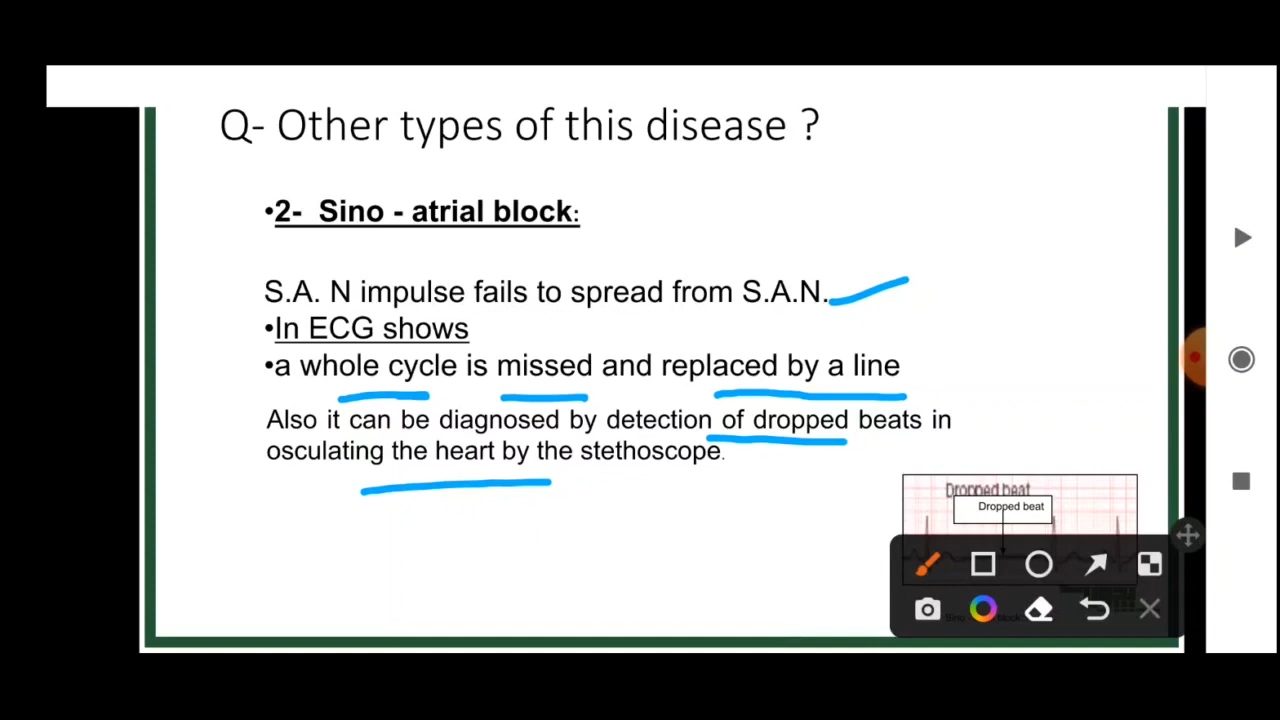 Q- Other types of this disease ?
•2-  Sino - atrial block:
S.A. N impulse fails to spread from S.A.N.
•In ECG shows
•a whole cycle is missed and replaced by a line
Also it can be diagnosed by detection of dropped beats in
osculating the heart by the stethoscope.
Dropped beat
Dropped beat